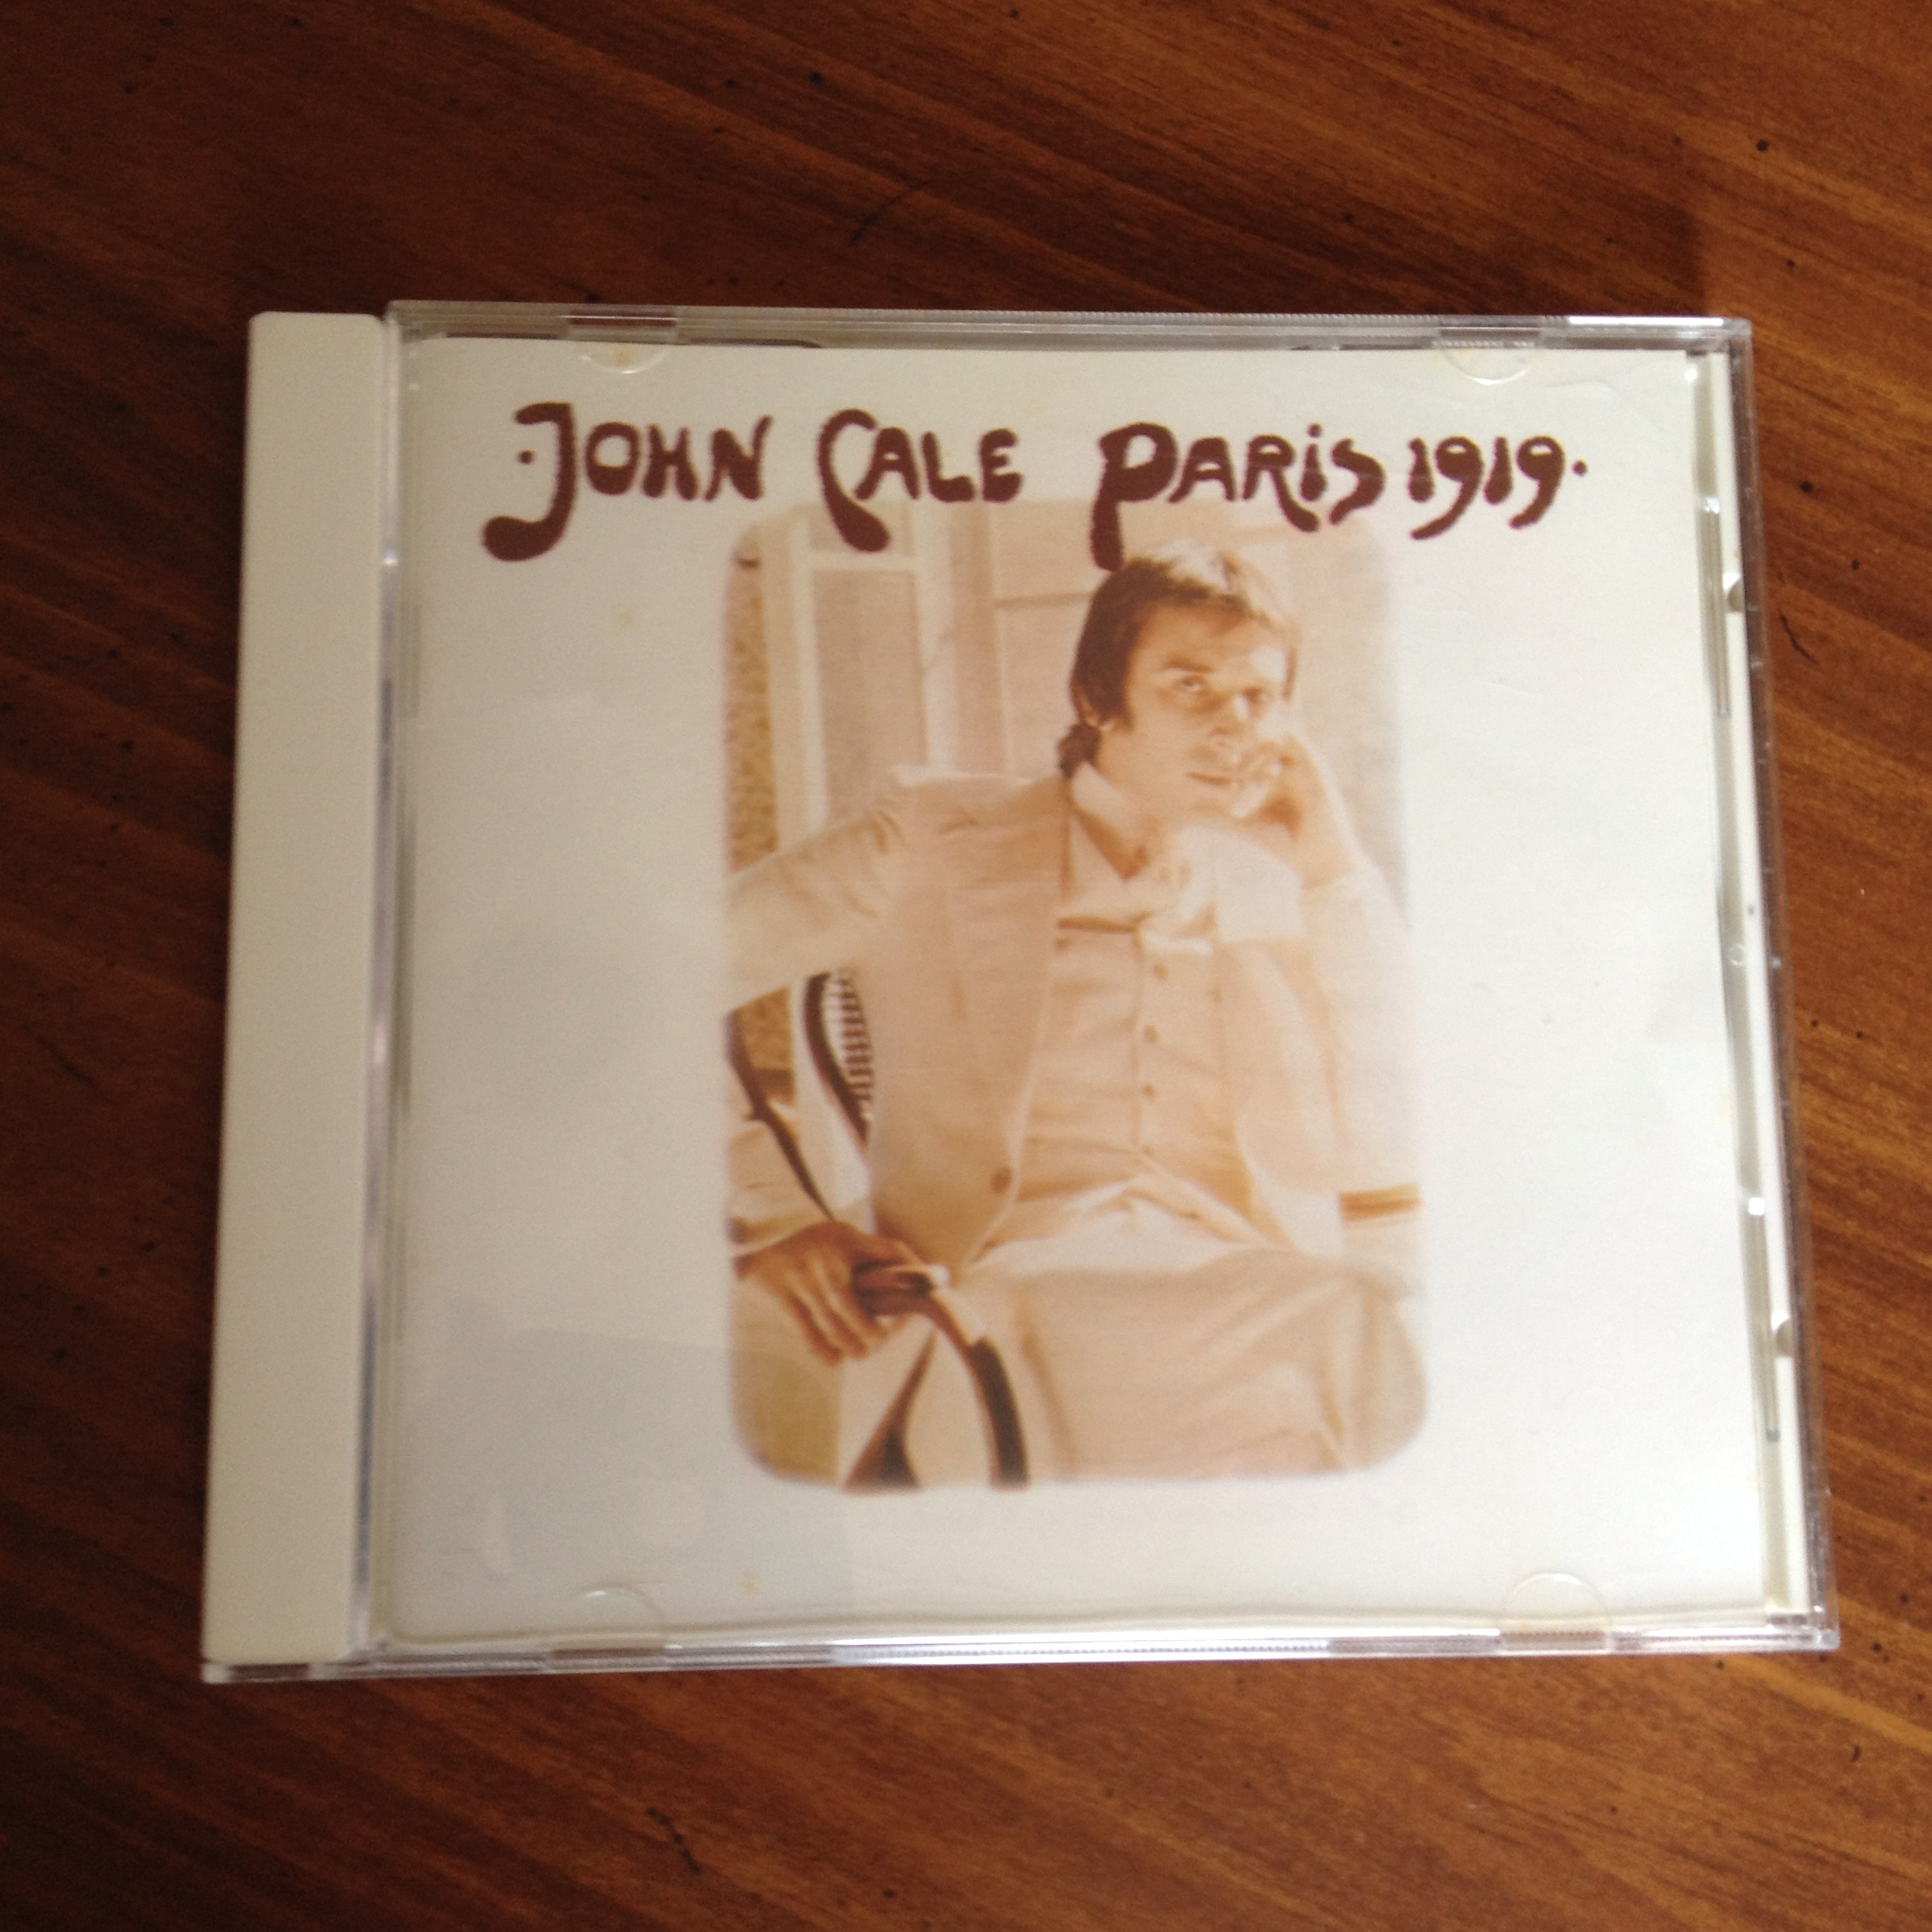 ·JOHN CALE PARiS 1919·